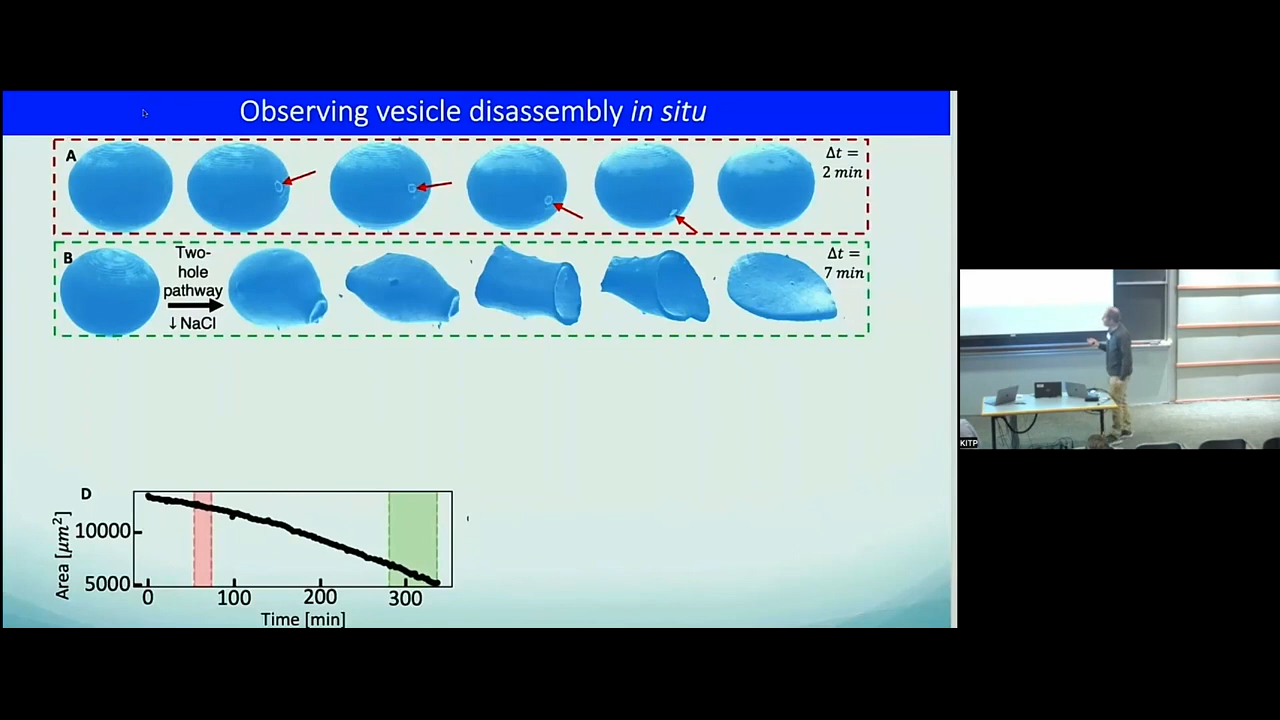 Observing vesicle disassembly in situ
A
Δt =
2 min
B
Two-
hole
pathway
↓ NaCl
Δt =
7 min
D
Area [μm²]
10000
5000
0 100 200 300
Time [min]
KITP